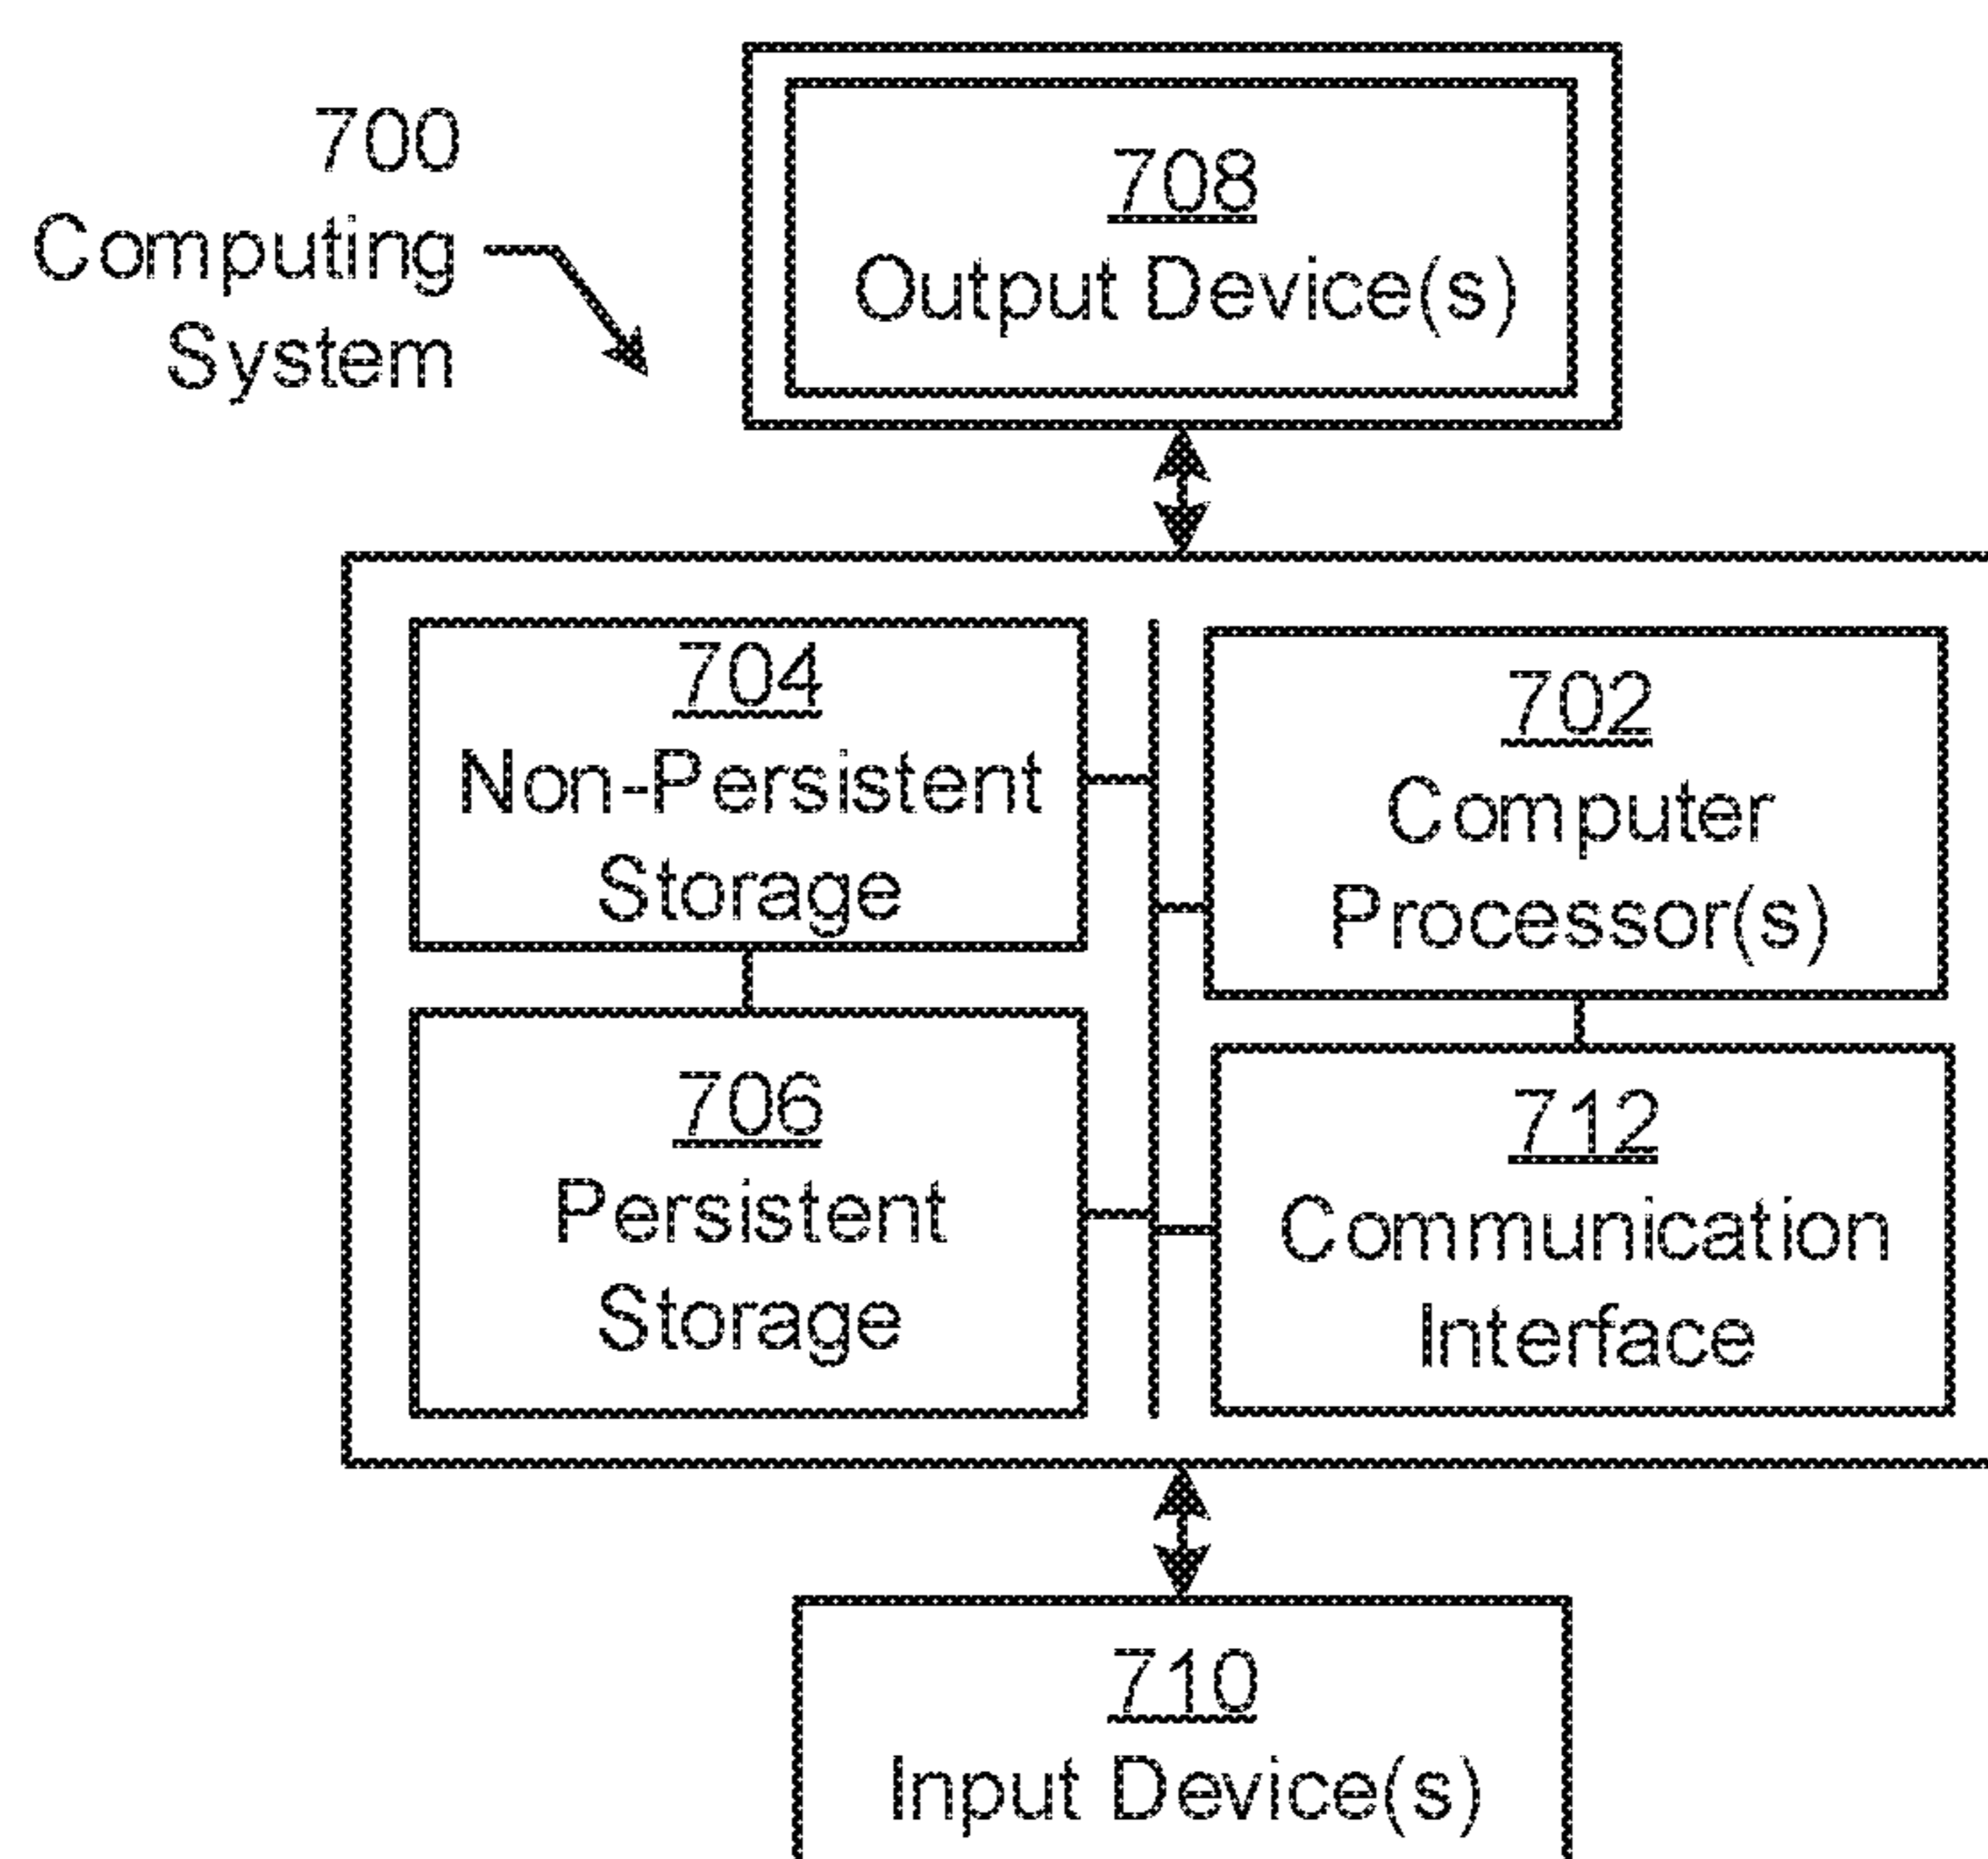 700
Computing
System
708
Output Device(s)
704
Non-Persistent
Storage
702
Computer
Processor(s)
706
Persistent
Storage
712
Communication
Interface
710
Input Device(s)